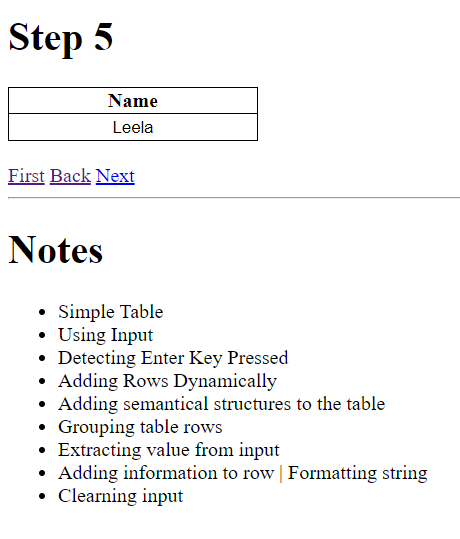 Step 5
Name
Leela
First Back Next
Notes
• Simple Table
• Using Input
• Detecting Enter Key Pressed
• Adding Rows Dynamically
• Adding semantical structures to the table
• Grouping table rows
• Extracting value from input
• Adding information to row | Formatting string
• Clearning input